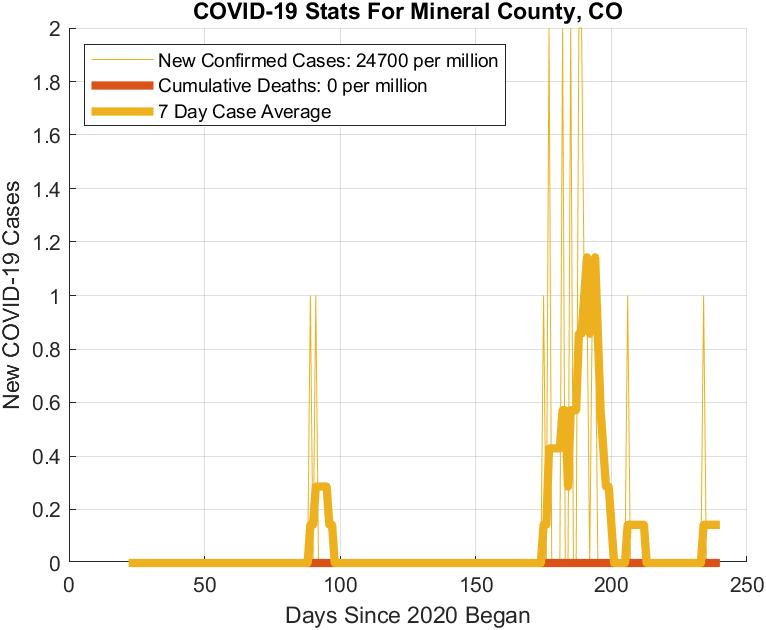 COVID-19 Stats For Mineral County, CO
New Confirmed Cases: 24700 per million
Cumulative Deaths: 0 per million
7 Day Case Average
New COVID-19 Cases
2
1.8
1.6
1.4
1.2
1
0.8
0.6
0.4
0.2
0
0 50 100 150 200 250
Days Since 2020 Began